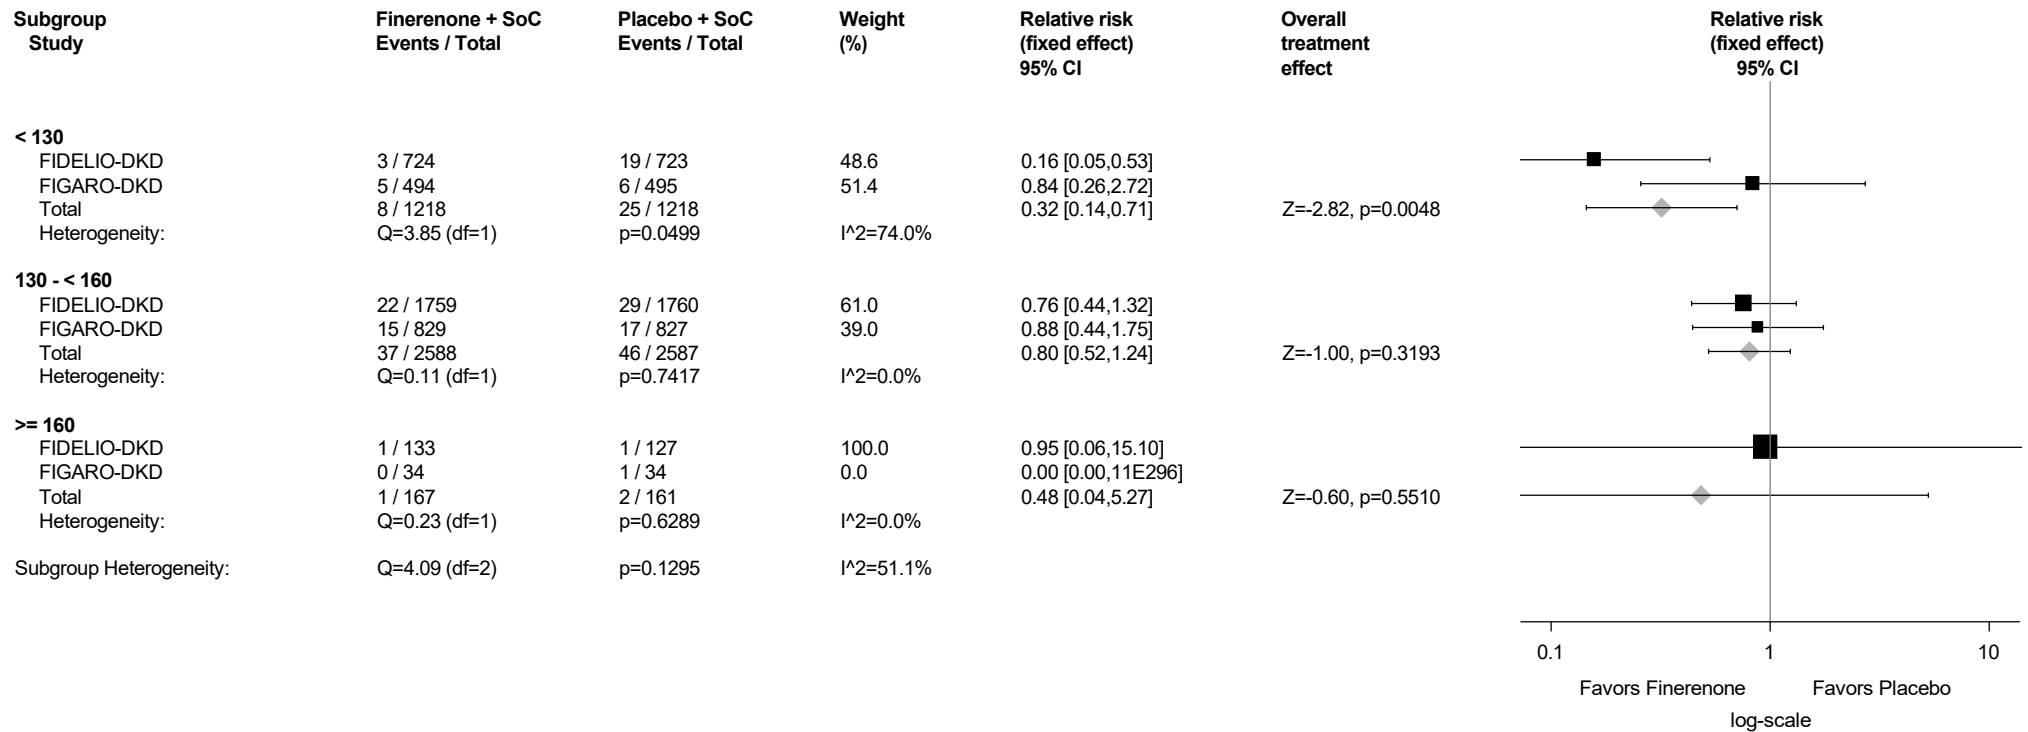 Subgroup Finerenone + SoC Placebo + SoC Weight Relative risk Overall Relative risk
Study Events / Total Events / Total (%) (fixed effect) treatment (fixed effect)
95% CI effect 95% CI
< 130
FIDELIO-DKD 3 / 724 19 / 723 48.6 0.16 [0.05,0.53]
FIGARO-DKD 5 / 494 6 / 495 51.4 0.84 [0.26,2.72]
Total 8 / 1218 25 / 1218 0.32 [0.14,0.71] Z=-2.82, p=0.0048
Heterogeneity: Q=3.85 (df=1) p=0.0499 I^2=74.0%
130 - < 160
FIDELIO-DKD 22 / 1759 29 / 1760 61.0 0.76 [0.44,1.32]
FIGARO-DKD 15 / 829 17 / 827 39.0 0.88 [0.44,1.75]
Total 37 / 2588 46 / 2587 0.80 [0.52,1.24] Z=-1.00, p=0.3193
Heterogeneity: Q=0.11 (df=1) p=0.7417 I^2=0.0%
>= 160
FIDELIO-DKD 1 / 133 1 / 127 100.0 0.95 [0.06,15.10]
FIGARO-DKD 0 / 34 1 / 34 0.0 0.00 [0.00,11E296]
Total 1 / 167 2 / 161 0.48 [0.04,5.27] Z=-0.60, p=0.5510
Heterogeneity: Q=0.23 (df=1) p=0.6289 I^2=0.0%
Subgroup Heterogeneity: Q=4.09 (df=2) p=0.1295 I^2=51.1%
0.1 1 10
Favors Finerenone Favors Placebo
log-scale